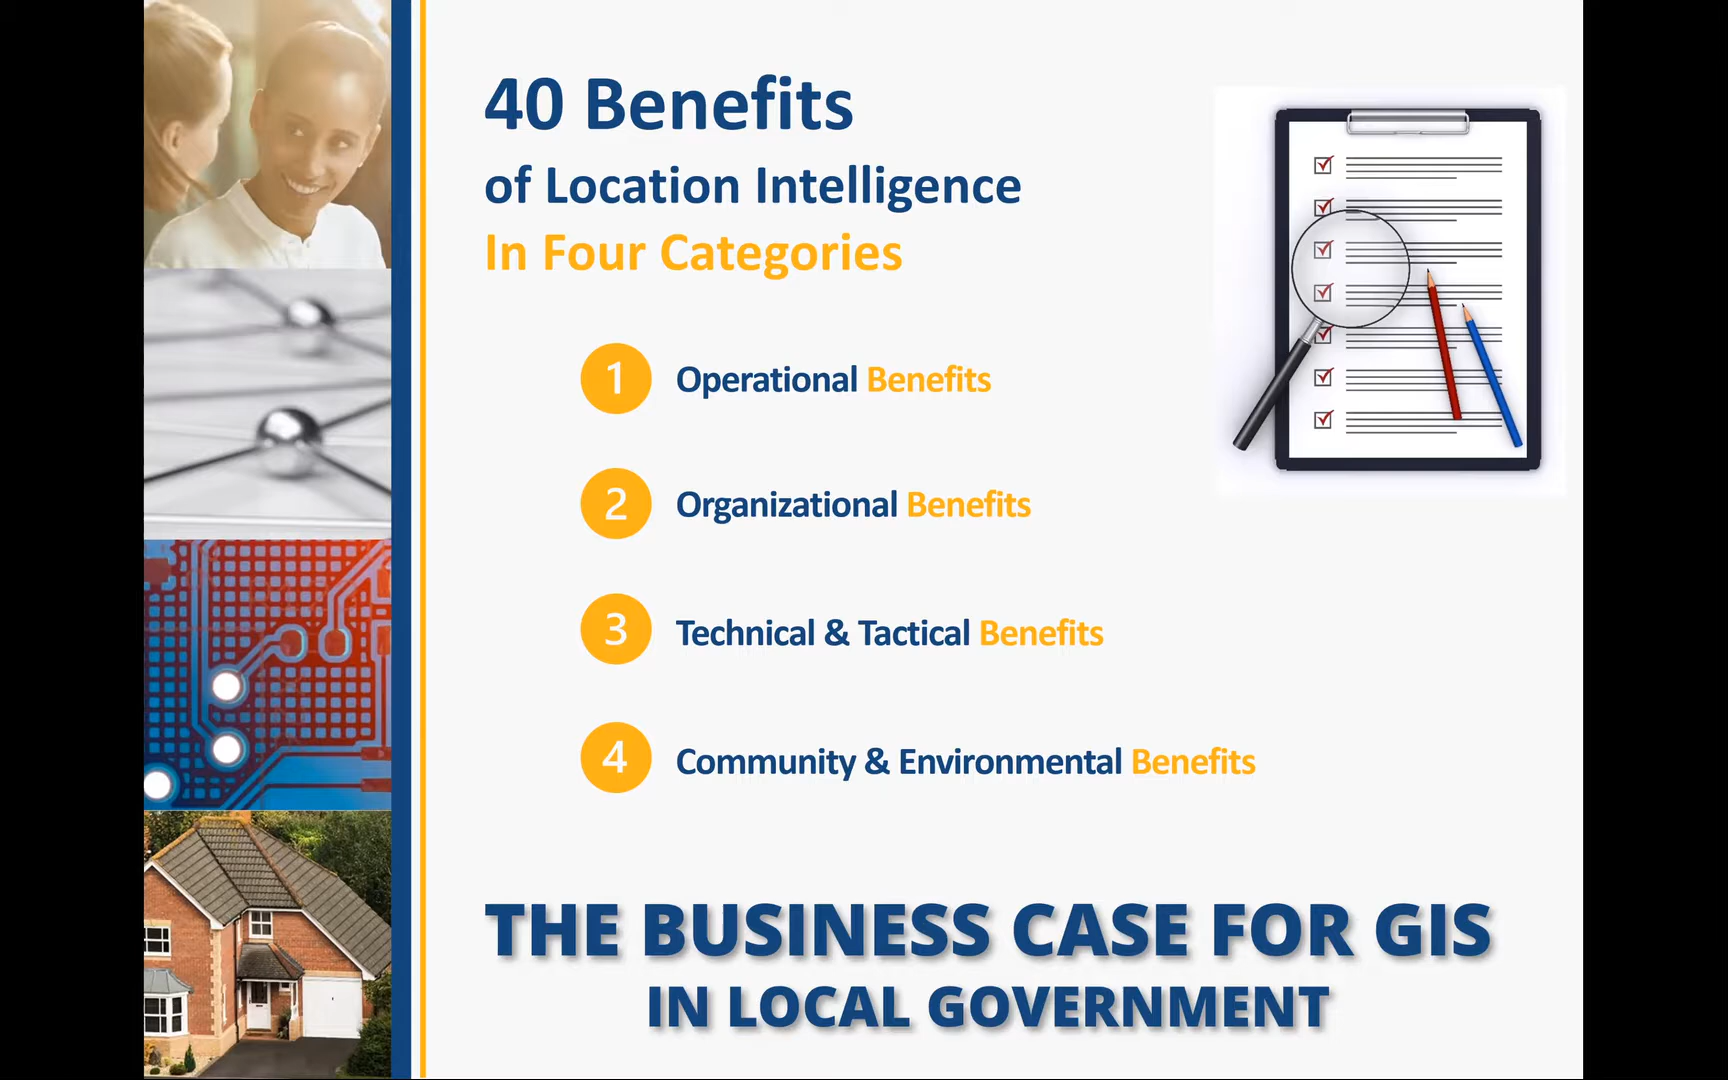 40 Benefits
of Location Intelligence
In Four Categories
1 Operational Benefits
2 Organizational Benefits
3 Technical & Tactical Benefits
4 Community & Environmental Benefits
THE BUSINESS CASE FOR GIS
IN LOCAL GOVERNMENT